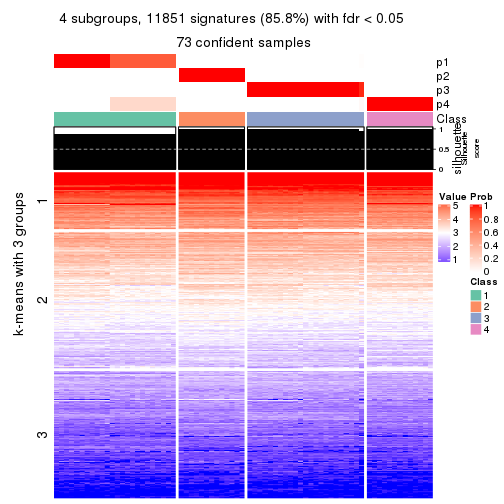 4 subgroups, 11851 signatures (85.8%) with fdr < 0.05
73 confident samples
p1
p2
p3
p4
Class
1
0.5
0
silhouette
Silhouette
score
k-means with 3 groups
1
2
3
Value
5
4
3
2
1
Prob
1
0.8
0.6
0.4
0.2
0
Class
1
2
3
4